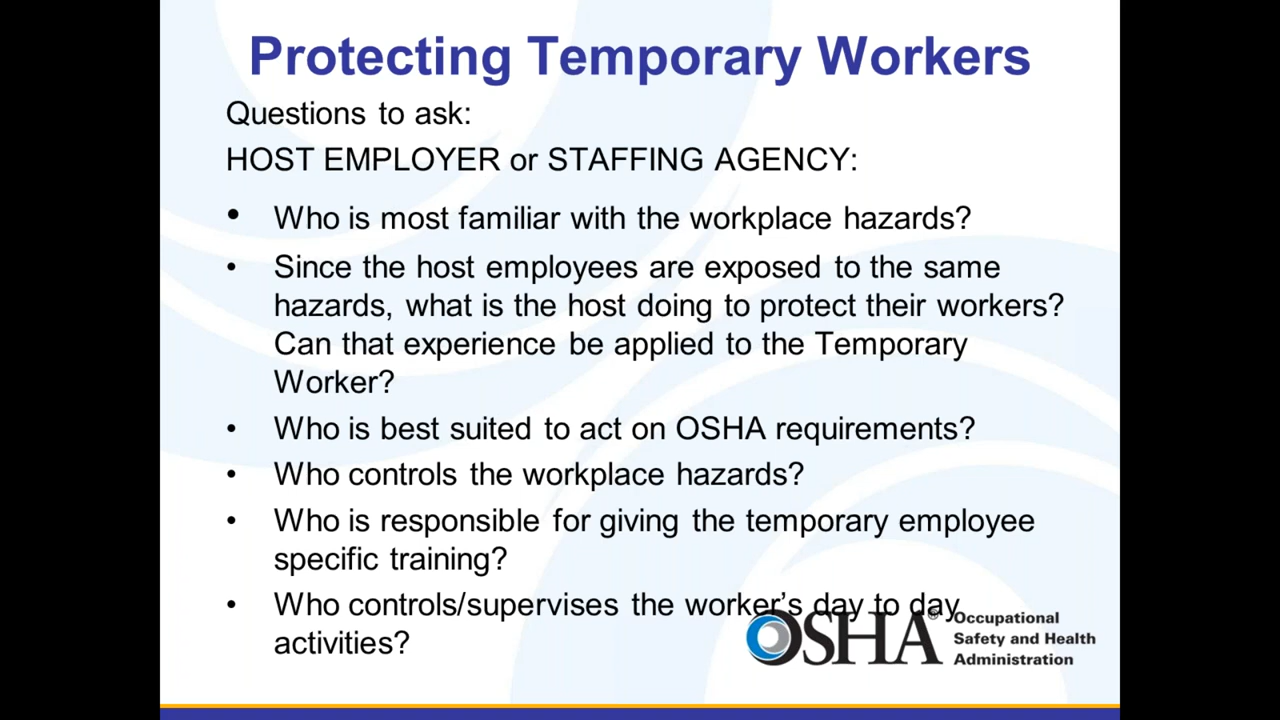 Protecting Temporary Workers
Questions to ask:
HOST EMPLOYER or STAFFING AGENCY:
• Who is most familiar with the workplace hazards?
• Since the host employees are exposed to the same
hazards, what is the host doing to protect their workers?
Can that experience be applied to the Temporary
Worker?
• Who is best suited to act on OSHA requirements?
• Who controls the workplace hazards?
• Who is responsible for giving the temporary employee
specific training?
• Who controls/supervises the worker's day to day
activities?
OSHA®
Occupational
Safety and Health
Administration